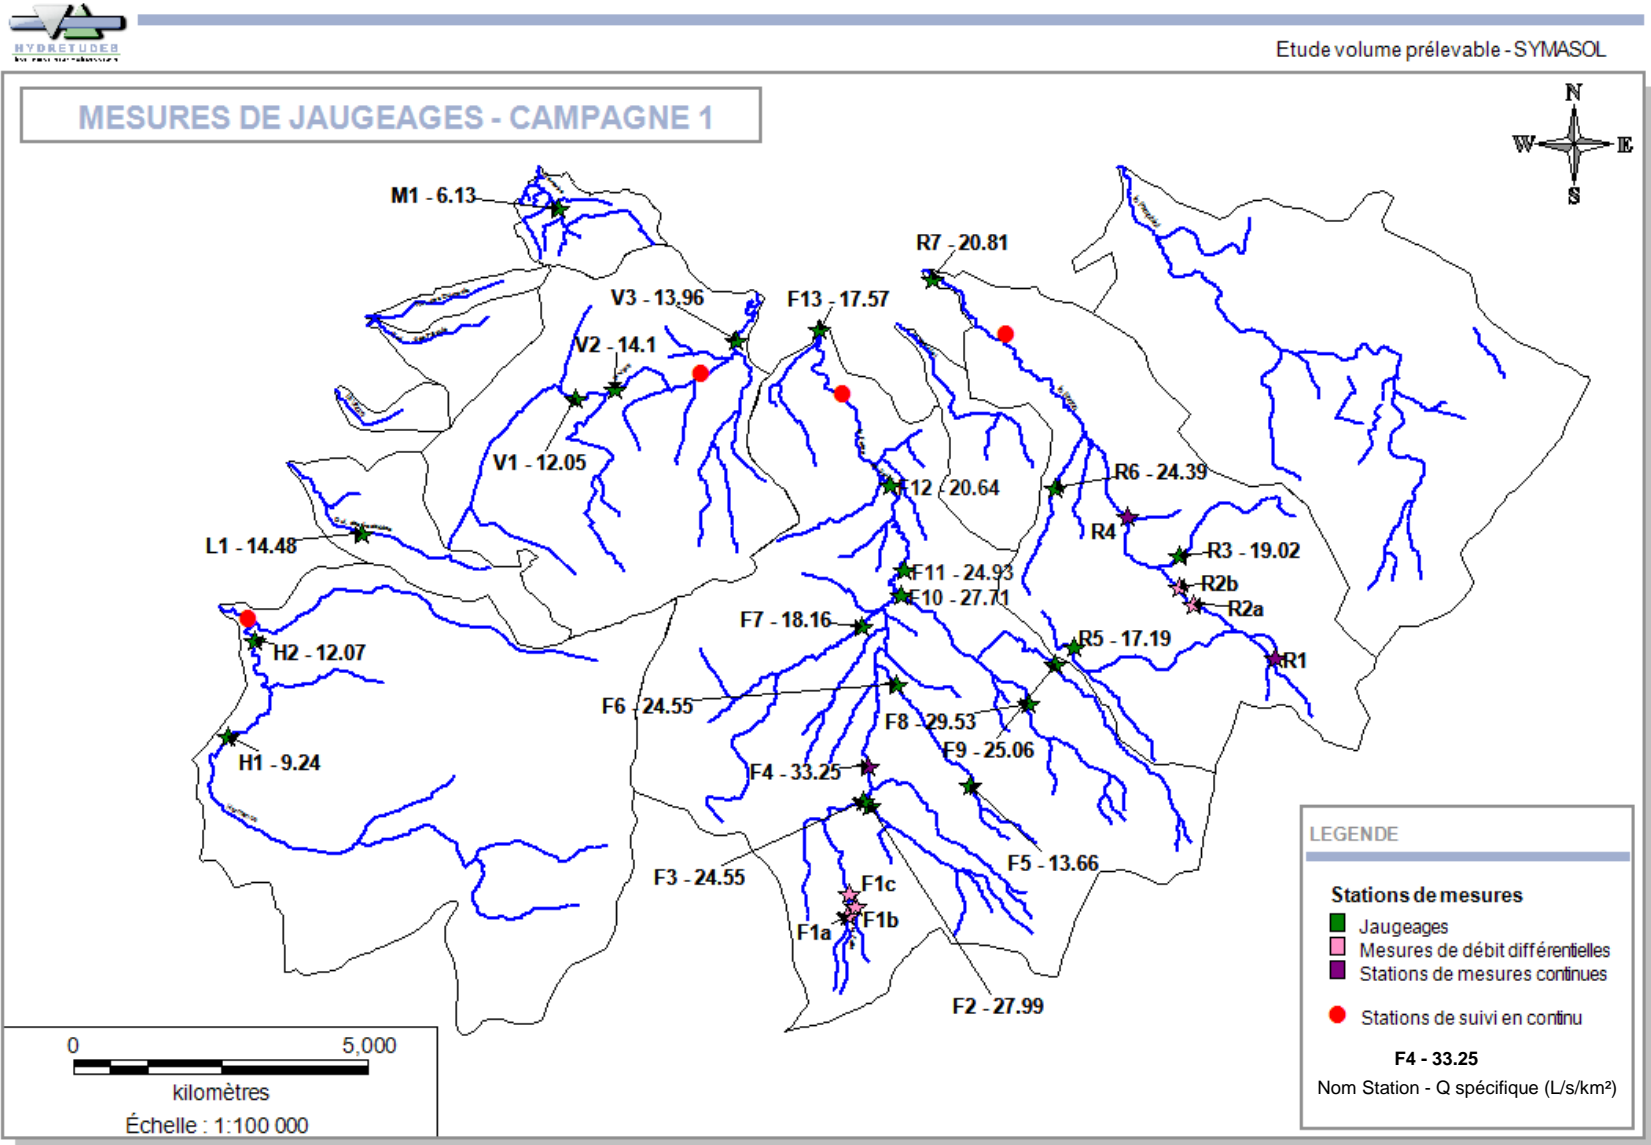 HYDRETUDES
Etude volume prélevable - SYMASOL
MESURES DE JAUGEAGES - CAMPAGNE 1
N
W
E
S
M1 - 6.13
R7 - 20.81
V3 - 13.96
F13 - 17.57
V2 - 14.1
V1 - 12.05
R6 - 24.39
F12 - 20.64
R4
L1 - 14.48
R3 - 19.02
F11 - 24.93
R2b
F10 - 27.71
R2a
F7 - 18.16
R5 - 17.19
H2 - 12.07
R1
F6 - 24.55
F8 - 29.53
F9 - 25.06
H1 - 9.24
F4 - 33.25
F5 - 13.66
F3 - 24.55
F1c
F1b
F1a
F2 - 27.99
LEGENDE
Stations de mesures
Jaugeages
Mesures de débit différentielles
Stations de mesures continues
Stations de suivi en continu
F4 - 33.25
Nom Station - Q spécifique (L/s/km²)
0
5,000
kilomètres
Échelle : 1:100 000